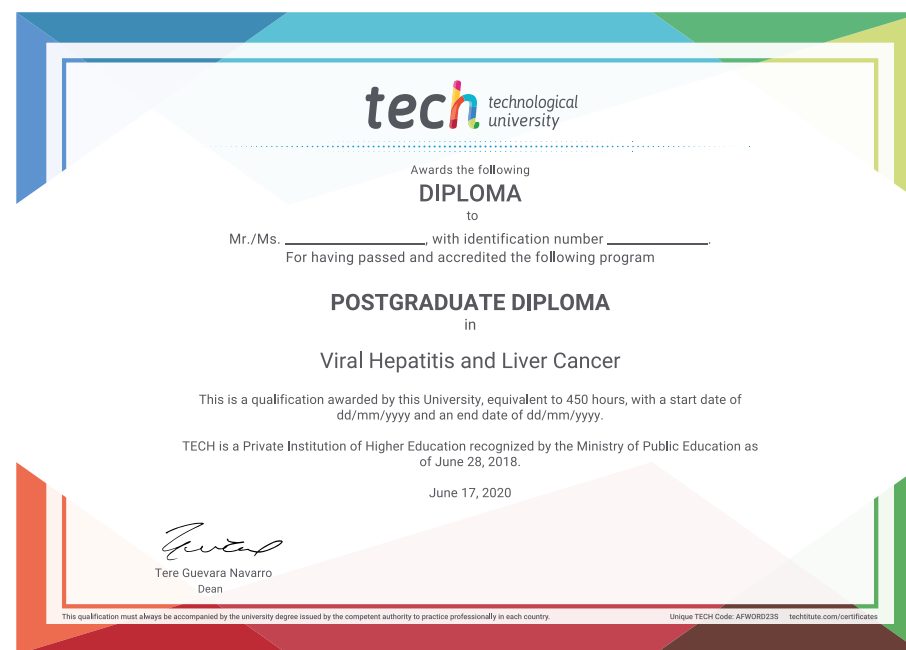 tech technological
university
Awards the following
DIPLOMA
to
Mr./Ms. ____________, with identification number ____________.
For having passed and accredited the following program
POSTGRADUATE DIPLOMA
in
Viral Hepatitis and Liver Cancer
This is a qualification awarded by this University, equivalent to 450 hours, with a start date of
dd/mm/yyyy and an end date of dd/mm/yyyy.
TECH is a Private Institution of Higher Education recognized by the Ministry of Public Education as
of June 28, 2018.
June 17, 2020
Tere Guevara Navarro
Dean
This qualification must always be accompanied by the university degree issued by the competent authority to practice professionally in each country.
Unique TECH Code: AFWORD23S techtitute.com/certificates